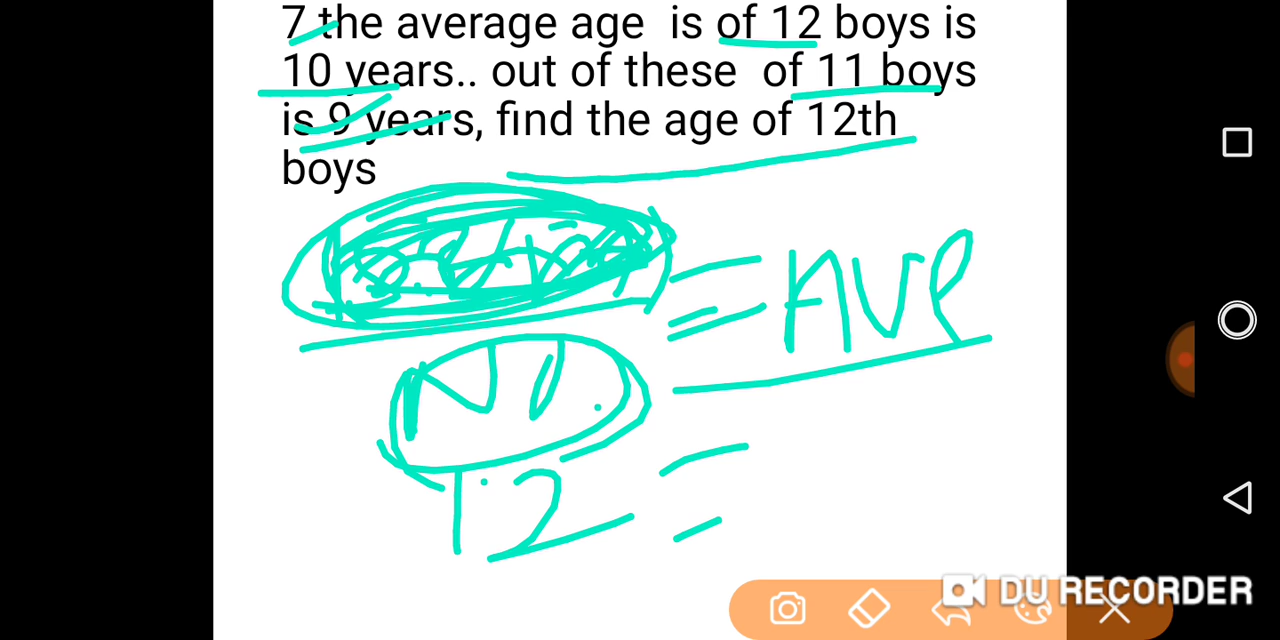 7 the average age is of 12 boys is
10 years.. out of these of 11 boys
is 9 years, find the age of 12th
boys
= AVE
NO.
12 =
DU RECORDER